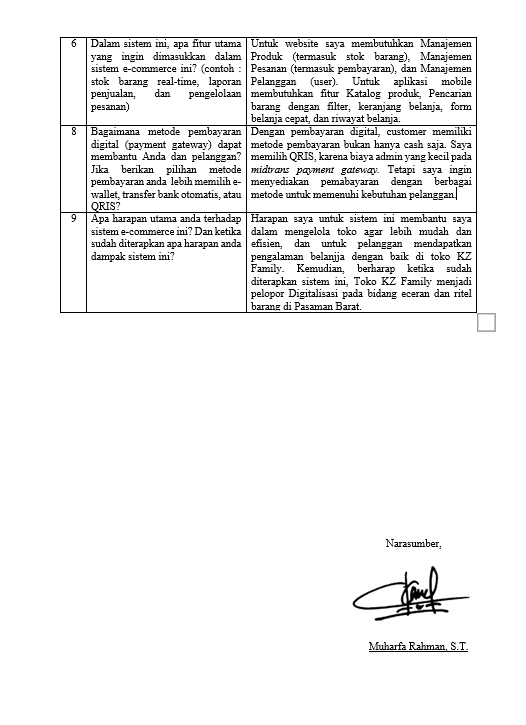 6
Dalam sistem ini, apa fitur utama
yang ingin dimasukkan dalam
sistem e-commerce ini? (contoh :
stok barang real-time, laporan
penjualan, dan pengelolaan
pesanan)
Untuk website saya membutuhkan Manajemen
Produk (termasuk stok barang), Manajemen
Pesanan (termasuk pembayaran), dan Manajemen
Pelanggan (user). Untuk aplikasi mobile
membutuhkan fitur Katalog produk, Pencarian
barang dengan filter, keranjang belanja, form
belanja cepat, dan riwayat belanja.
8
Bagaimana metode pembayaran
digital (payment gateway) dapat
membantu Anda dan pelanggan?
Jika berikan pilihan metode
pembayaran anda lebih memilih e-
wallet, transfer bank otomatis, atau
QRIS?
Dengan pembayaran digital, customer memiliki
metode pembayaran bukan hanya cash saja. Saya
memilih QRIS, karena biaya admin yang kecil pada
midtrans payment gateway. Tetapi saya ingin
menyediakan pemabayaran dengan berbagai
metode untuk memenuhi kebutuhan pelanggan.
9
Apa harapan utama anda terhadap
sistem e-commerce ini? Dan ketika
sudah diterapkan apa harapan anda
dampak sistem ini?
Harapan saya untuk sistem ini membantu saya
dalam mengelola toko agar lebih mudah dan
efisien, dan untuk pelanggan mendapatkan
pengalaman belanjja dengan baik di toko KZ
Family. Kemudian, berharap ketika sudah
diterapkan sistem ini, Toko KZ Family menjadi
pelopor Digitalisasi pada bidang eceran dan ritel
barang di Pasaman Barat.
Narasumber,
Muharfa Rahman, S.T.